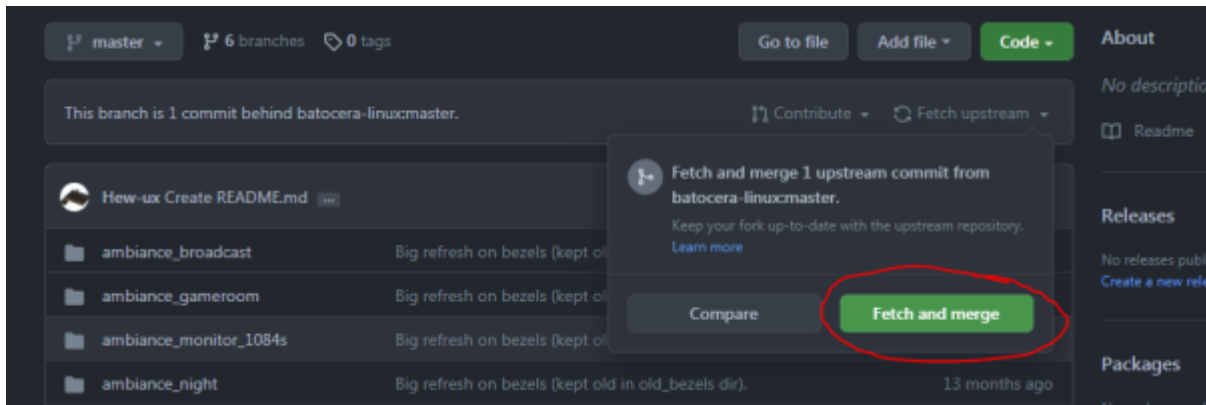 master 6 branches 0 tags Go to file Add file Code About
No descriptio
This branch is 1 commit behind batocera-linux:master. Contribute Fetch upstream
Readme
Fetch and merge 1 upstream commit from
batocera-linux:master.
Keep your fork up-to-date with the upstream repository.
Learn more
Hew-ux Create README.md ...
Releases
ambiance_broadcast Big refresh on bezels (kept ol
No releases publ
Create a new rele
ambiance_gameroom Big refresh on bezels (kept ol
Compare Fetch and merge
ambiance_monitor_1084s Big refresh on bezels (kept ol
Packages
ambiance_night Big refresh on bezels (kept old in old_bezels dir). 13 months ago